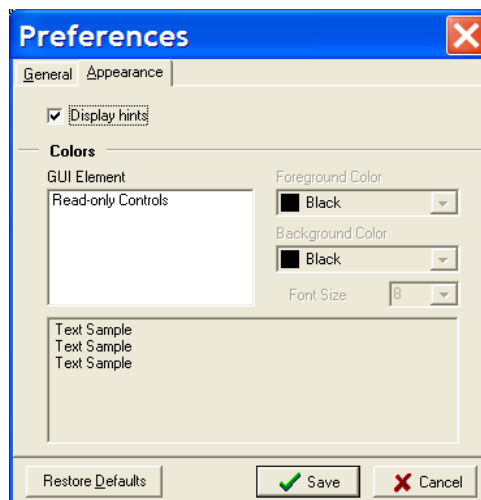 Preferences
General Appearance
Display hints
Colors
GUI Element
Read-only Controls
Foreground Color
Black
Background Color
Black
Font Size 8
Text Sample
Text Sample
Text Sample
Restore Defaults Save Cancel